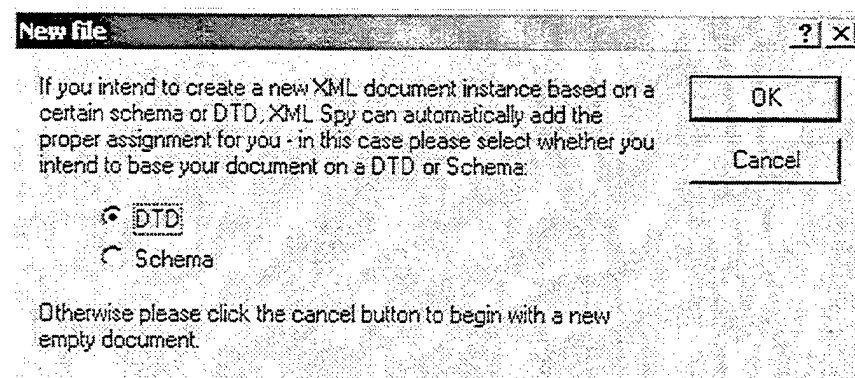 New file ? ×
If you intend to create a new XML document instance based on a
certain schema or DTD, XML Spy can automatically add the
proper assignment for you - in this case please select whether you
intend to base your document on a DTD or Schema:
OK
Cancel
DTD
Schema
Otherwise please click the cancel button to begin with a new
empty document.